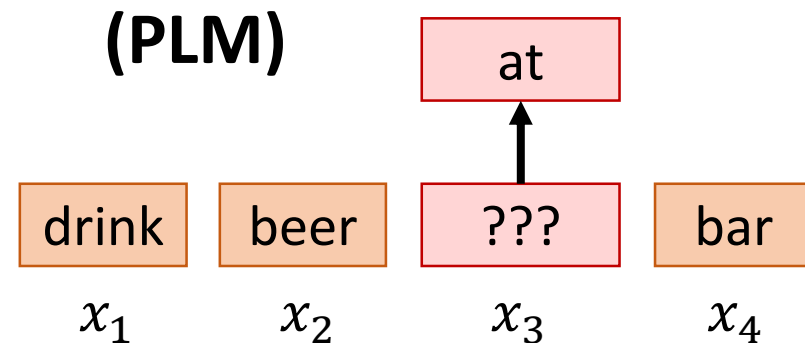 (PLM)
at
drink beer ??? bar
x₁ x₂ x₃ x₄